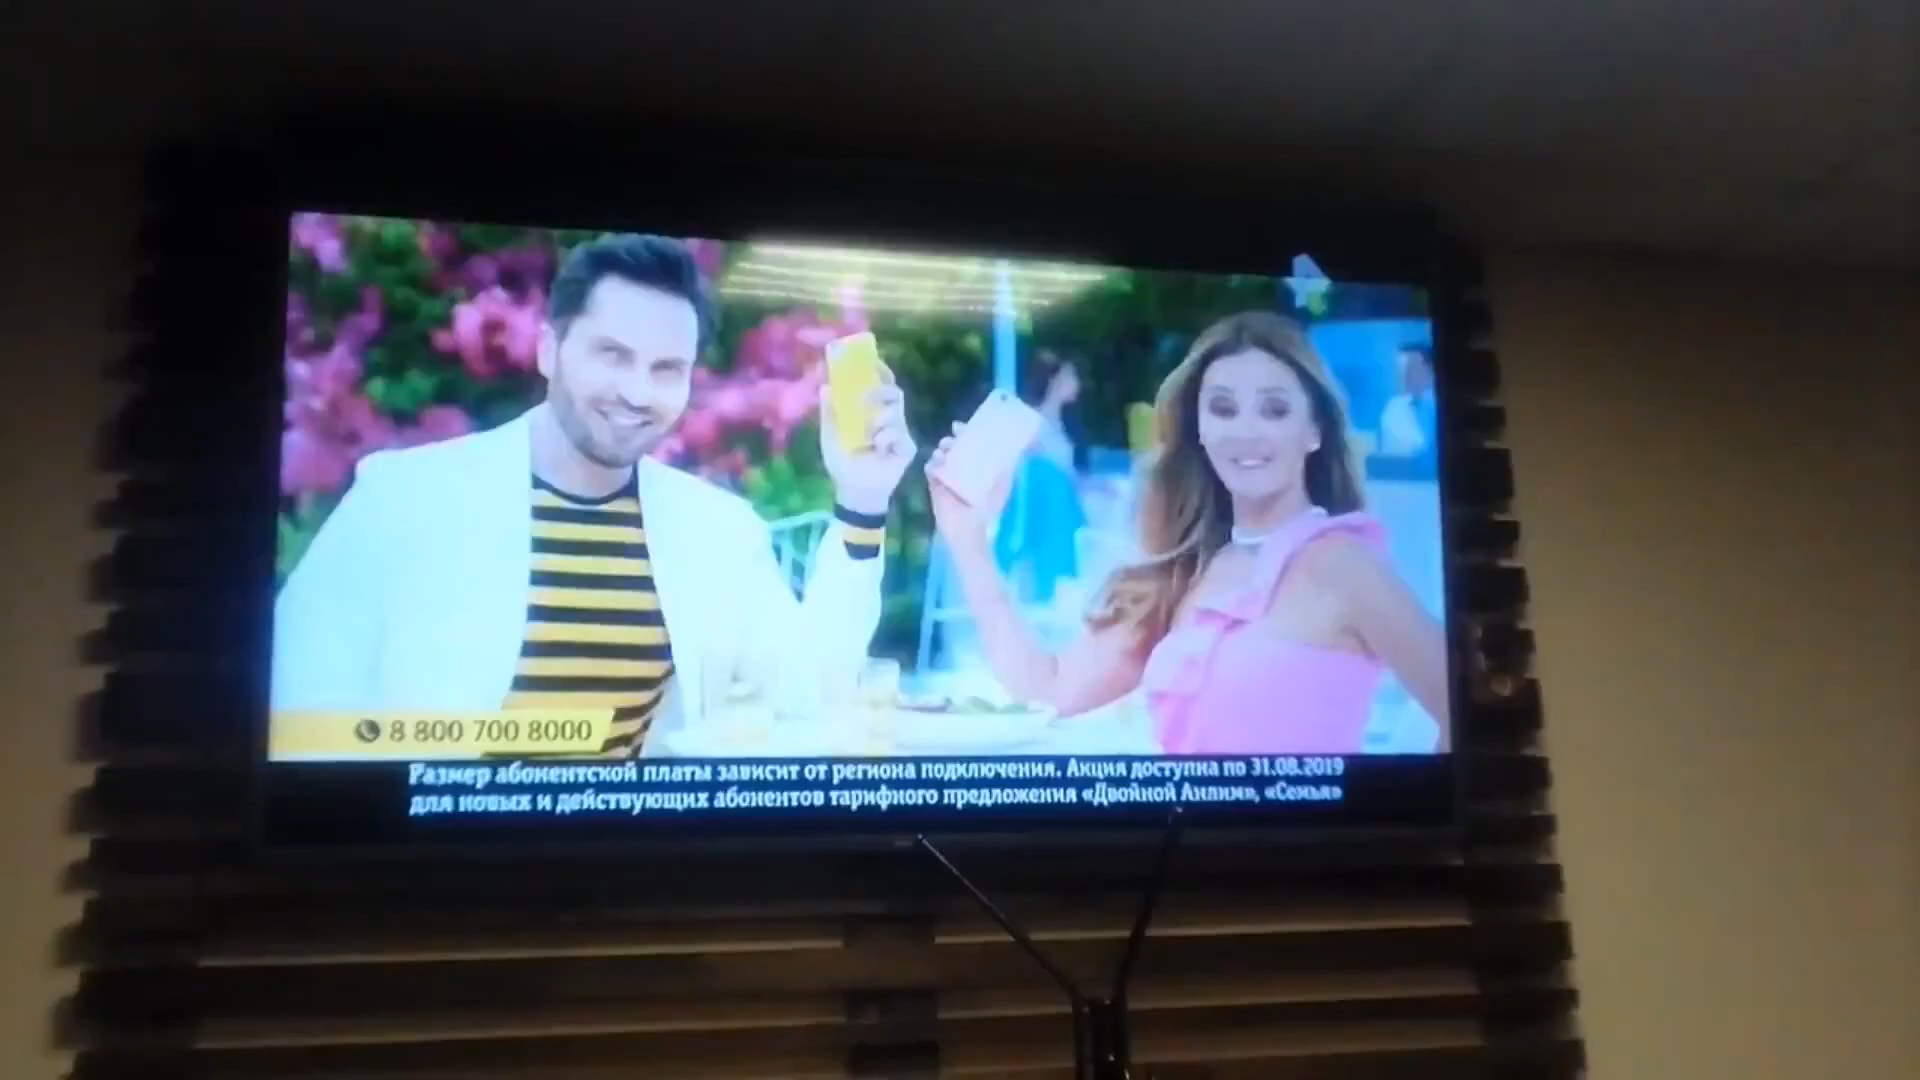 8 800 700 8000
Размер абонентской платы зависит от региона подключения. Акция доступна по 31.08.2019
для новых и действующих абонентов тарифного предложения «Двойной Анлим», «Семья»